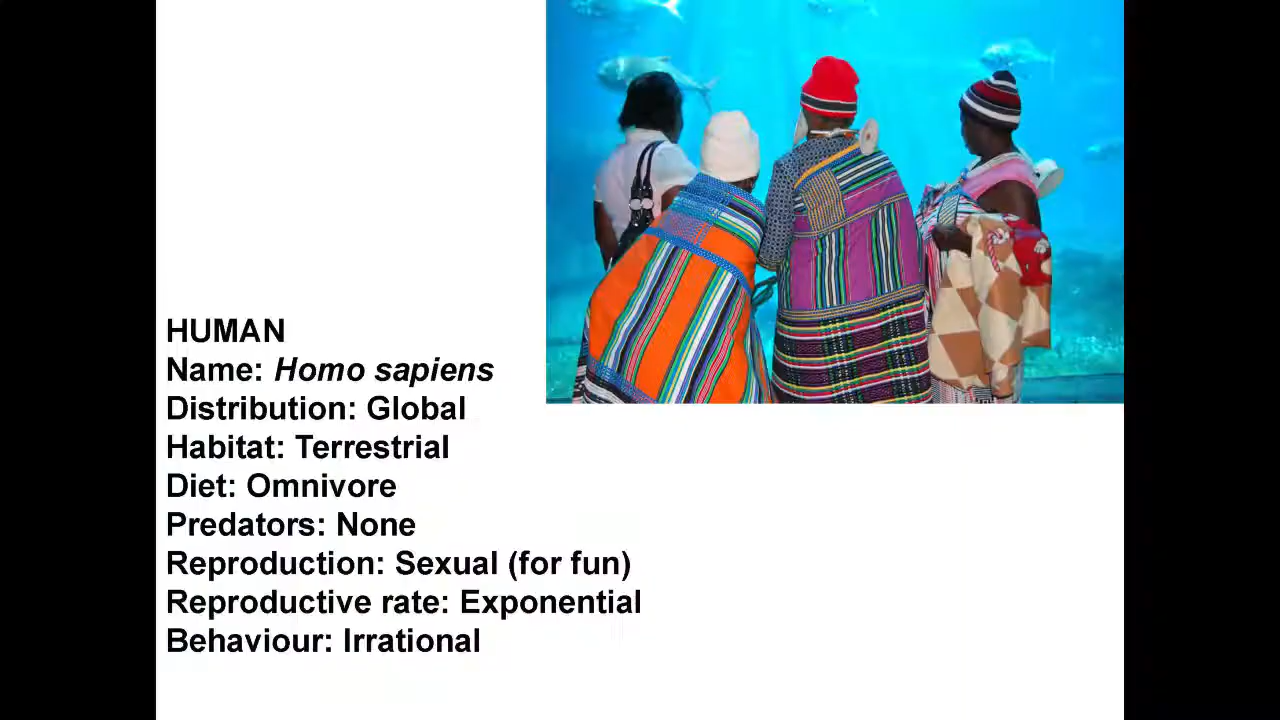 HUMAN
Name: Homo sapiens
Distribution: Global
Habitat: Terrestrial
Diet: Omnivore
Predators: None
Reproduction: Sexual (for fun)
Reproductive rate: Exponential
Behaviour: Irrational